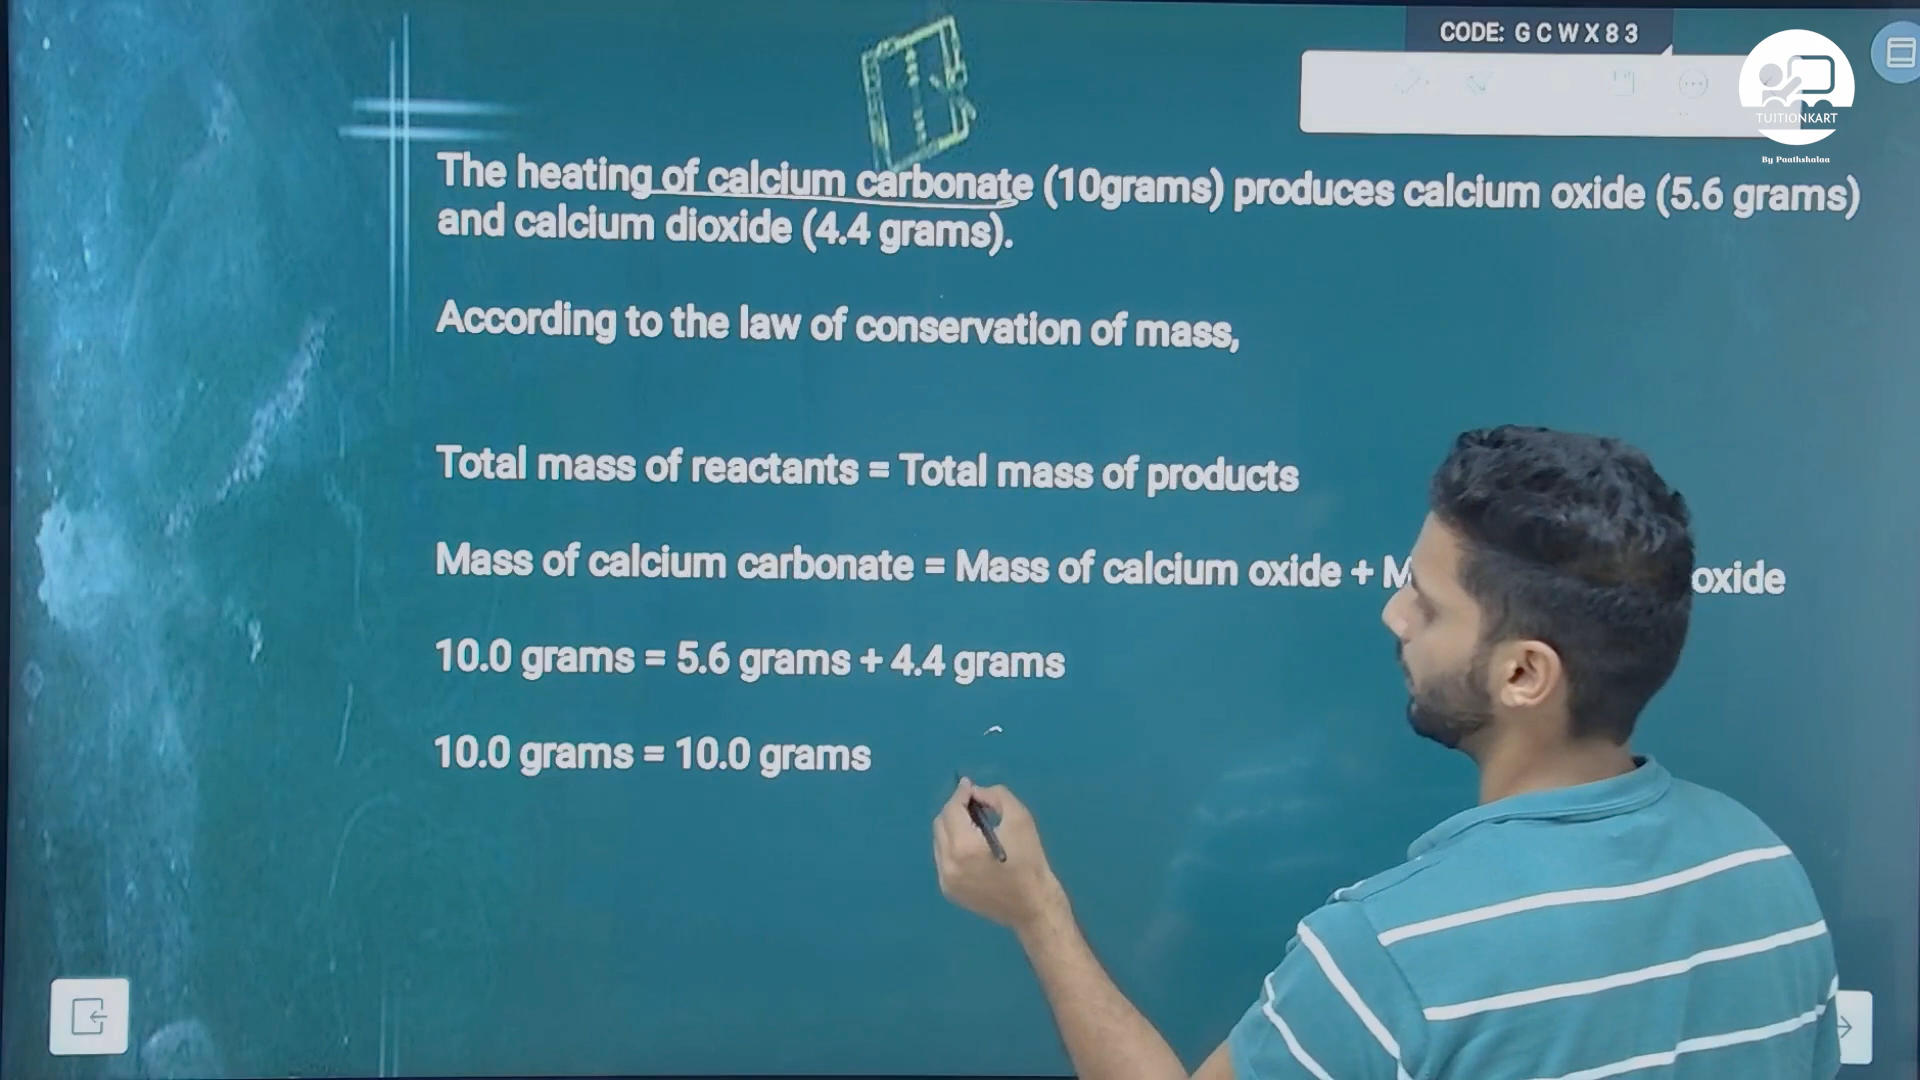 CODE: G C W X 8 3
TUITIONKART
By Paathshalaa
The heating of calcium carbonate (10grams) produces calcium oxide (5.6 grams)
and calcium dioxide (4.4 grams).
According to the law of conservation of mass,
Total mass of reactants = Total mass of products
Mass of calcium carbonate = Mass of calcium oxide + M oxide
10.0 grams = 5.6 grams + 4.4 grams
10.0 grams = 10.0 grams